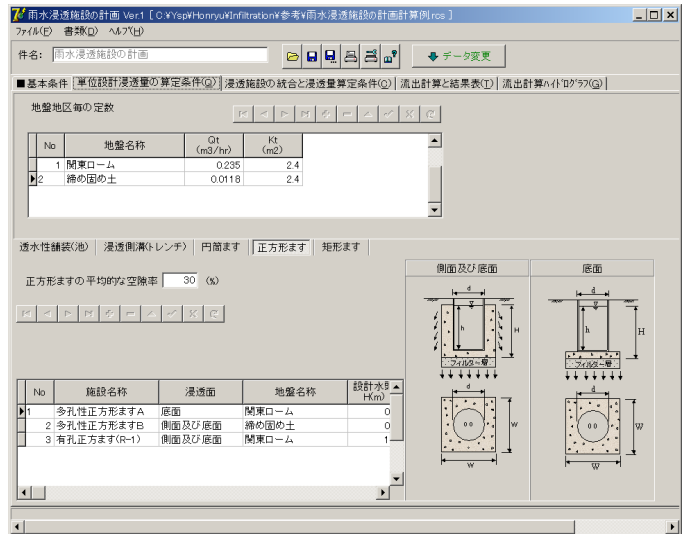 雨水浸透施設の計画 Ver.1 [ C:¥Ysp¥Honryu¥Infiltration¥参考¥雨水浸透施設の計画計算例.rcs ]
ファイル(F) 書類(D) ヘルプ(H)
件名: 雨水浸透施設の計画 データ変更
■基本条件 単位設計浸透量の算定条件(Q) 浸透施設の統合と浸透量算定条件(C) 流出計算と結果表(T) 流出計算ハイドログラフ(G)
地盤地区毎の定数
No 地盤名称 Qt (m3/hr) Kt (m2)
1 関東ローム 0.235 2.4
2 締め固め土 0.0118 2.4
透水性舗装(池) 浸透側溝(トレンチ) 円筒ます 正方形ます 矩形ます
正方形ますの平均的な空隙率 30 (%)
側面及び底面 底面
d d
h H h H
フィルター層 フィルター層
d d
W W
W W
No 施設名称 浸透面 地盤名称 設計水頭 H(m)
1 多孔性正方形ますA 底面 関東ローム 0
2 多孔性正方形ますB 側面及び底面 締め固め土 0
3 有孔正方ます(R-1) 側面及び底面 関東ローム 1